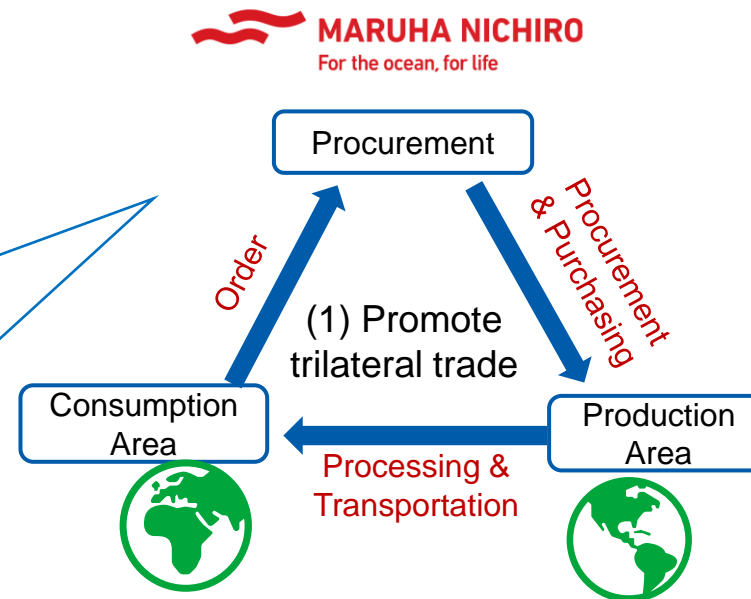 MARUHA NICHIRO
For the ocean, for life
Procurement
Procurement
& Purchasing
Order
(1) Promote
trilateral trade
Consumption
Area
Production
Area
Processing &
Transportation